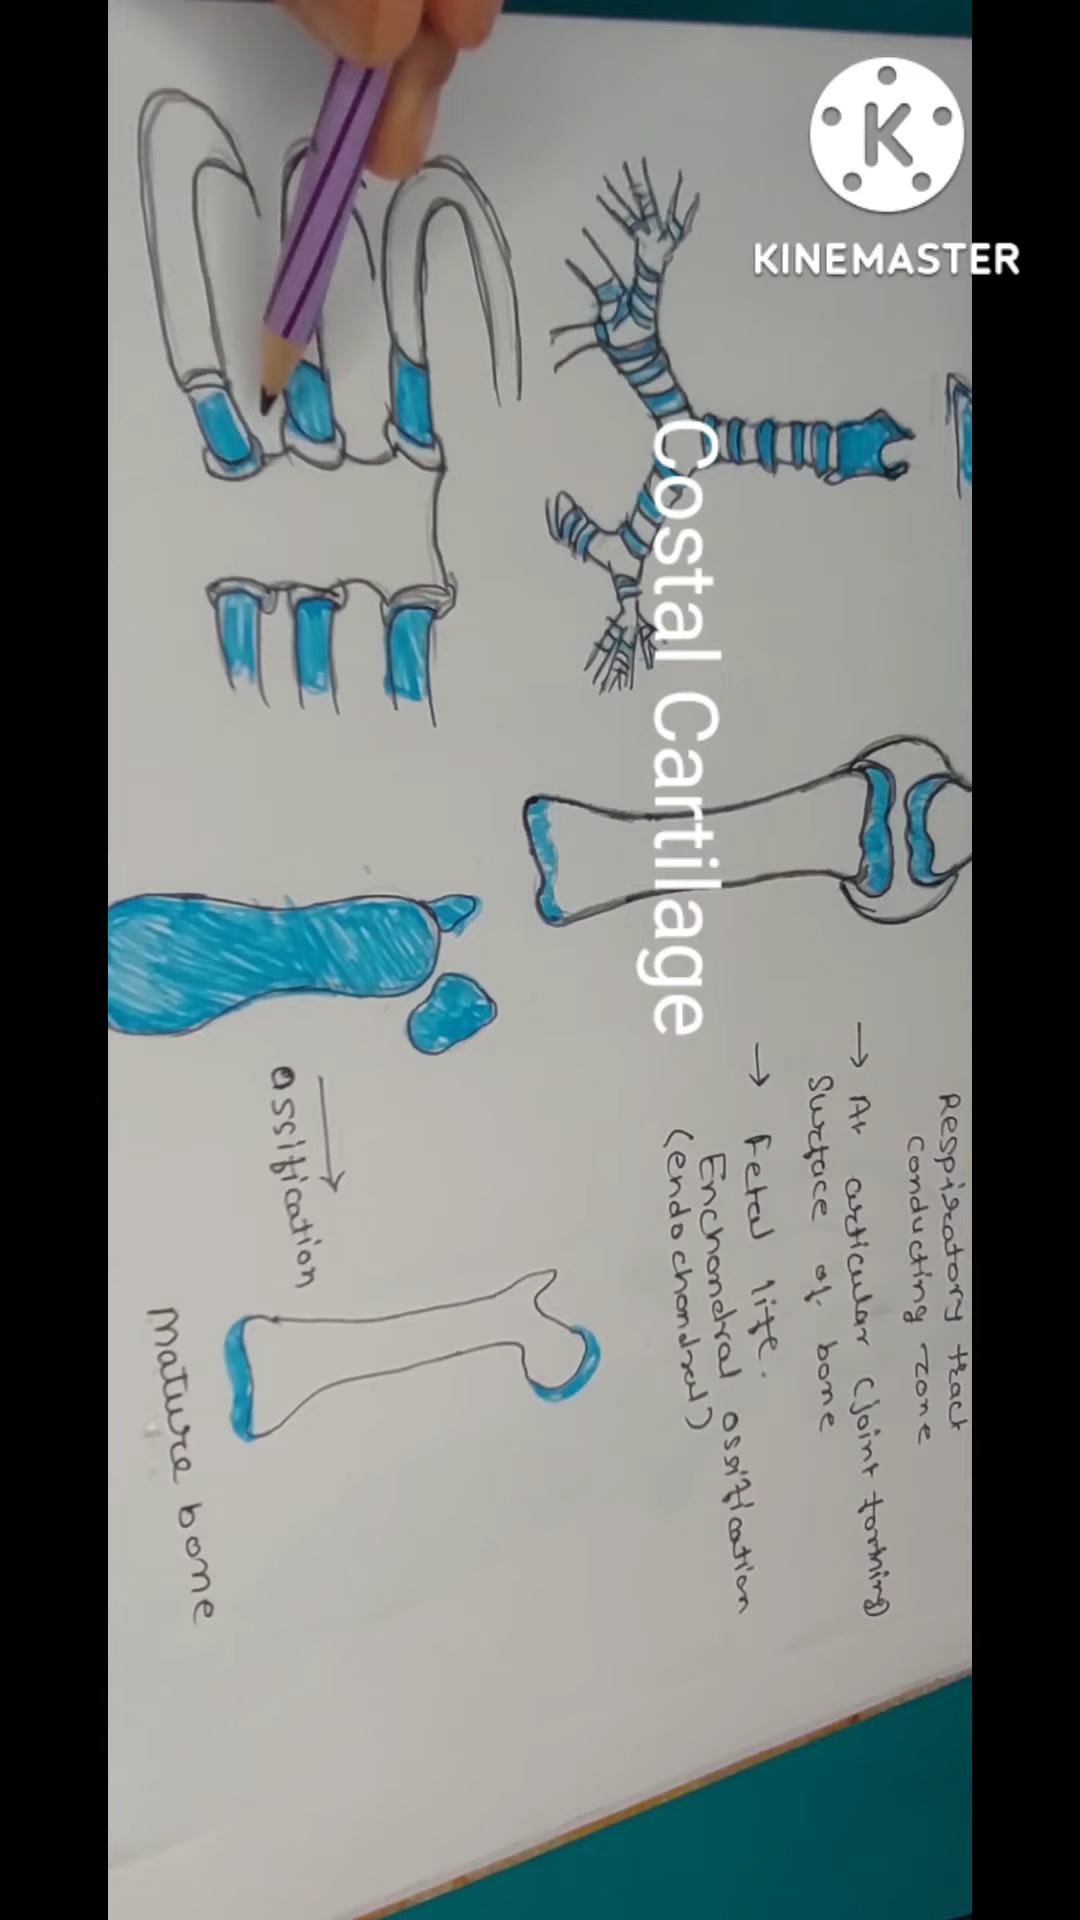 KINEMASTER
Costal Cartilage
Respiratory tract
conducting zone
→ At articular (joint forming)
surface of bone
→ Fetal life.
Enchondral ossification
(endochondral)
ossification
mature bone